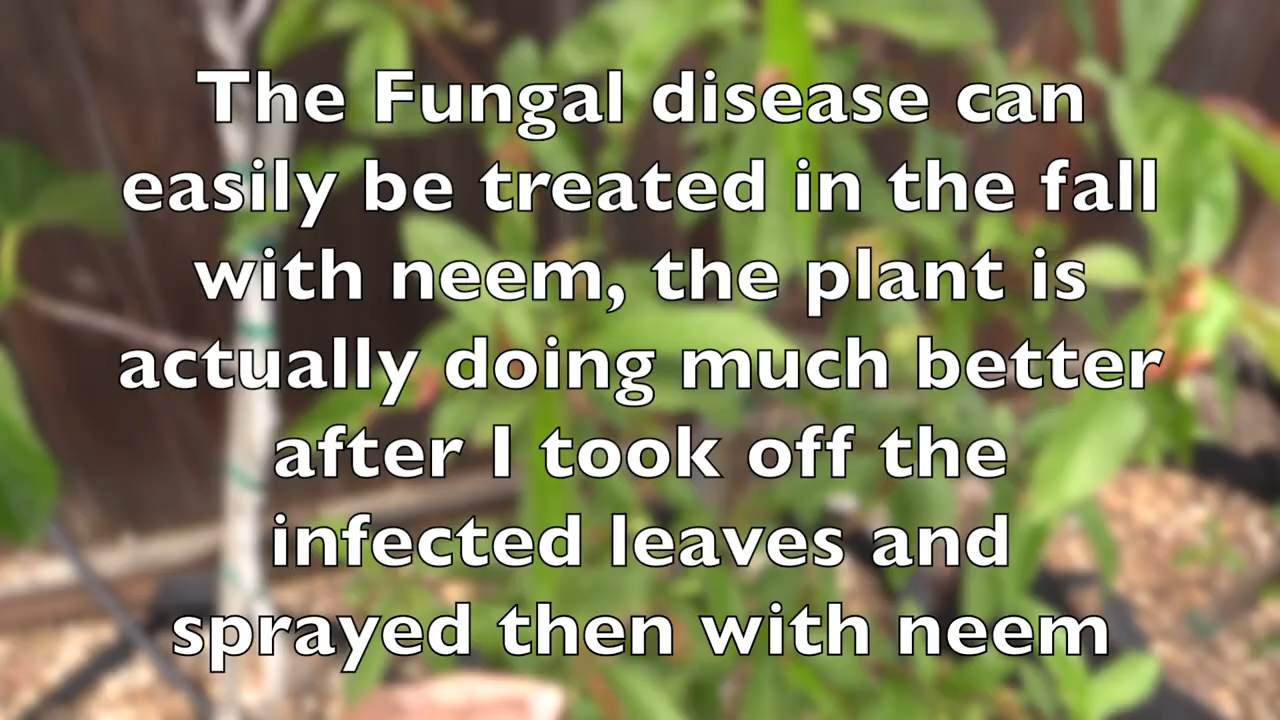 The Fungal disease can
easily be treated in the fall
with neem, the plant is
actually doing much better
after I took off the
infected leaves and
sprayed then with neem